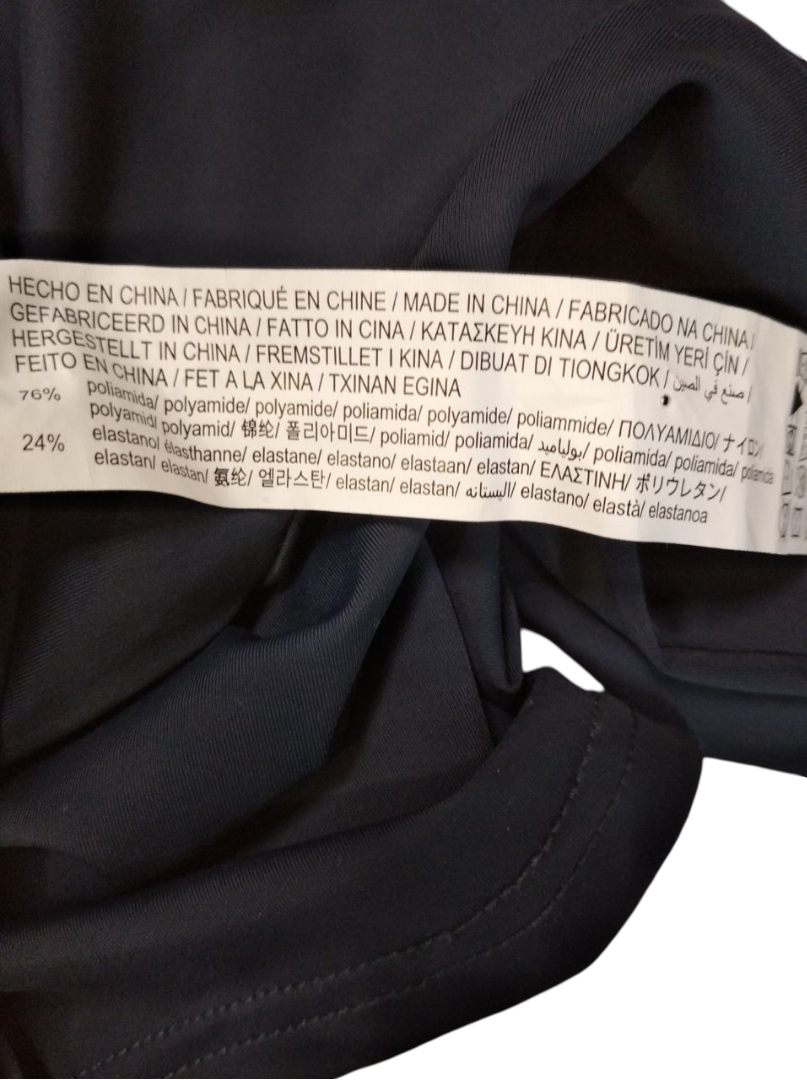 HECHO EN CHINA / FABRIQUÉ EN CHINE / MADE IN CHINA / FABRICADO NA CHINA /
GEFABRICEERD IN CHINA / FATTO IN CINA / ΚΑΤΑΣΚΕΥΗ ΚΙΝΑ / ÜRETİM YERİ ÇİN /
HERGESTELLT IN CHINA / FREMSTILLET I KINA / DIBUAT DI TIONGKOK / صنع في الصين /
FEITO EN CHINA / FET A LA XINA / TXINAN EGINA
76% poliamida/ polyamide/ polyamide/ poliamida/ polyamide/ poliammide/ ΠΟΛΥΑΜΙΔΙΟ/ ナイロン/
polyamid/ polyamid/ 锦纶/ 폴리아미드/ poliamid/ poliamida/ بولياميد/ poliamida/ poliamida/ poliamida
24% elastano/ élasthanne/ elastane/ elastano/ elastaan/ elastan/ ΕΛΑΣΤΙΝΗ/ ポリウレタン/
elastan/ elastan/ 氨纶/ 엘라스탄/ elastan/ elastan/ اليستانه/ elastano/ elastà/ elastanoa